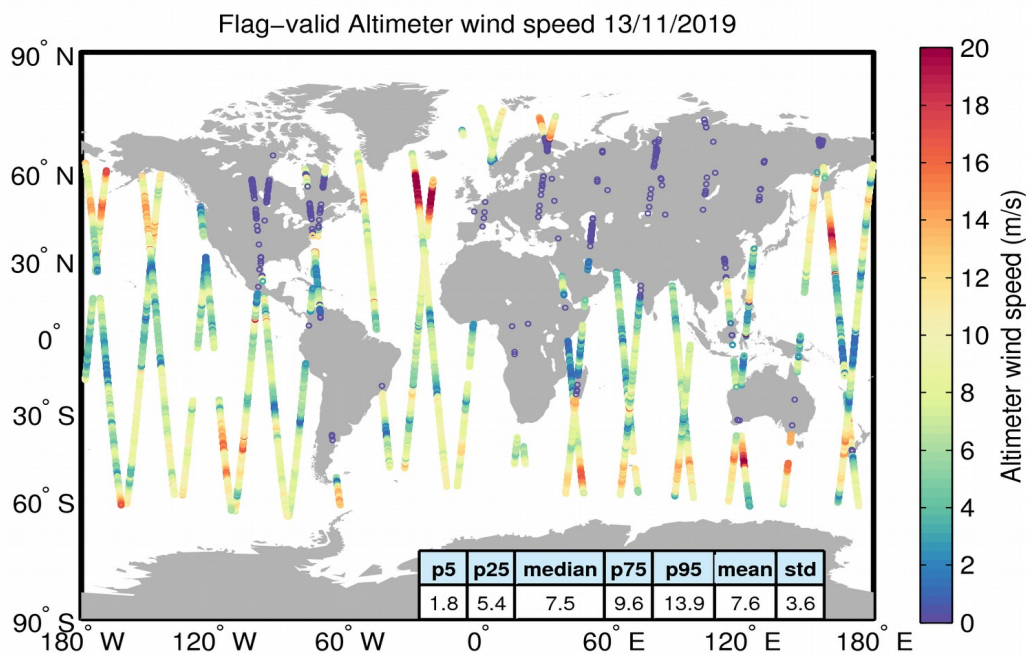 Flag−valid Altimeter wind speed 13/11/2019
90° N
60° N
30° N
0°
30° S
60° S
90° S
180° W
120° W
60° W
0°
60° E
120° E
180° E
p5 p25 median p75 p95 mean std
1.8 5.4 7.5 9.6 13.9 7.6 3.6
20
18
16
14
12
10
8
6
4
2
0
Altimeter wind speed (m/s)